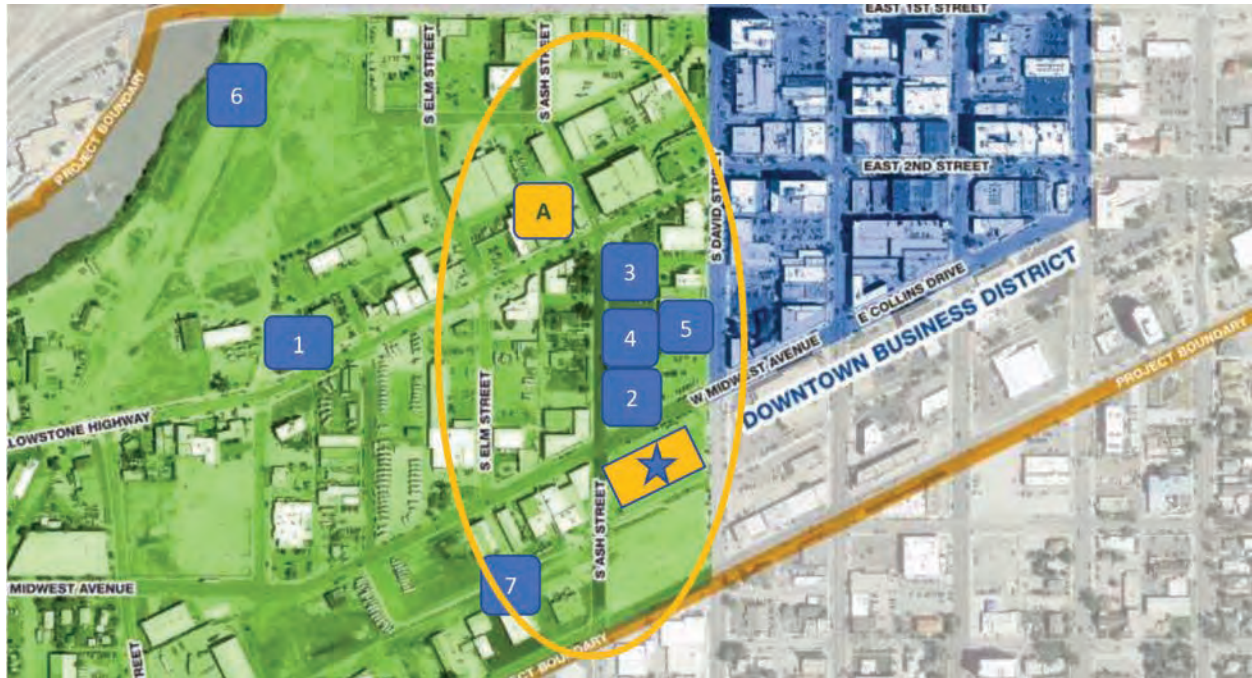 EAST 1ST STREET
6
S ELM STREET
S ASH STREET
PROJECT BOUNDARY
EAST 2ND STREET
A
S DAVID STREET
3
5
1
4
E COLLINS DRIVE
DOWNTOWN BUSINESS DISTRICT
PROJECT BOUNDARY
W MIDWEST AVENUE
2
LOWSTONE HIGHWAY
S ELM STREET
S ASH STREET
7
MIDWEST AVENUE
STREET
PROJECT BOUNDARY